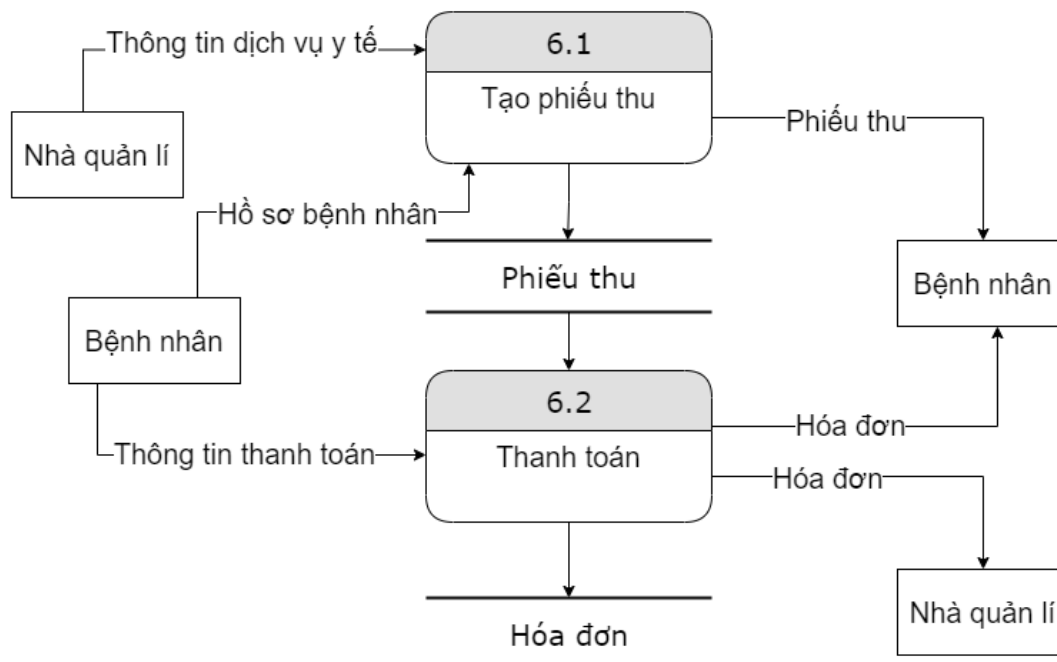 Thông tin dịch vụ y tế
6.1
Tạo phiếu thu
Phiếu thu
Nhà quản lí
Hồ sơ bệnh nhân
Phiếu thu
Bệnh nhân
Bệnh nhân
6.2
Thanh toán
Hóa đơn
Thông tin thanh toán
Hóa đơn
Hóa đơn
Nhà quản lí